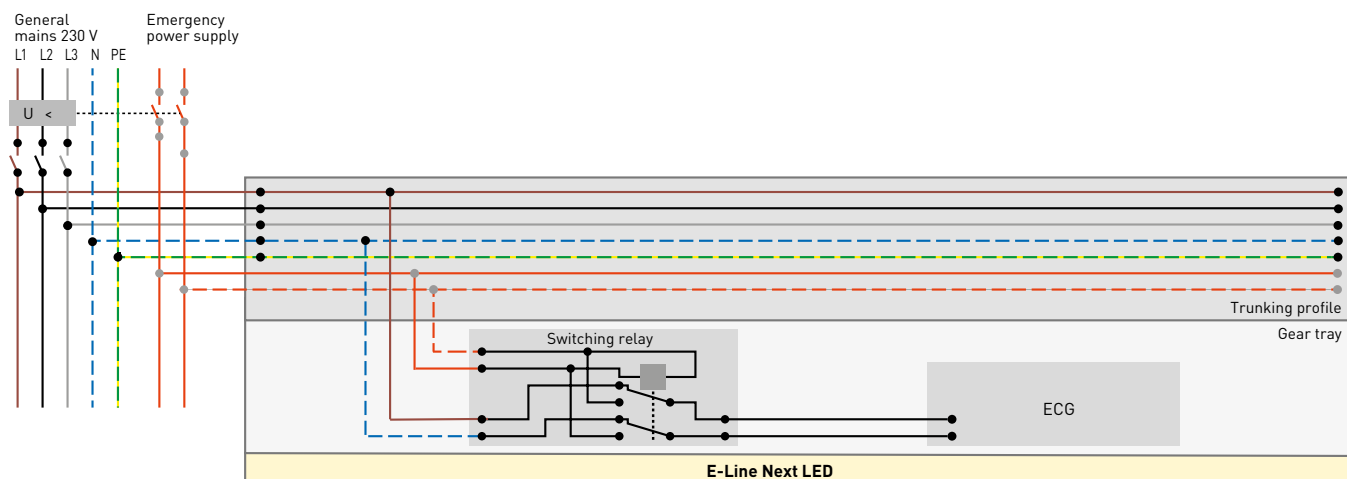 General
mains 230 V
Emergency
power supply
L1 L2 L3 N PE
U <
Trunking profile
Gear tray
Switching relay
ECG
E-Line Next LED